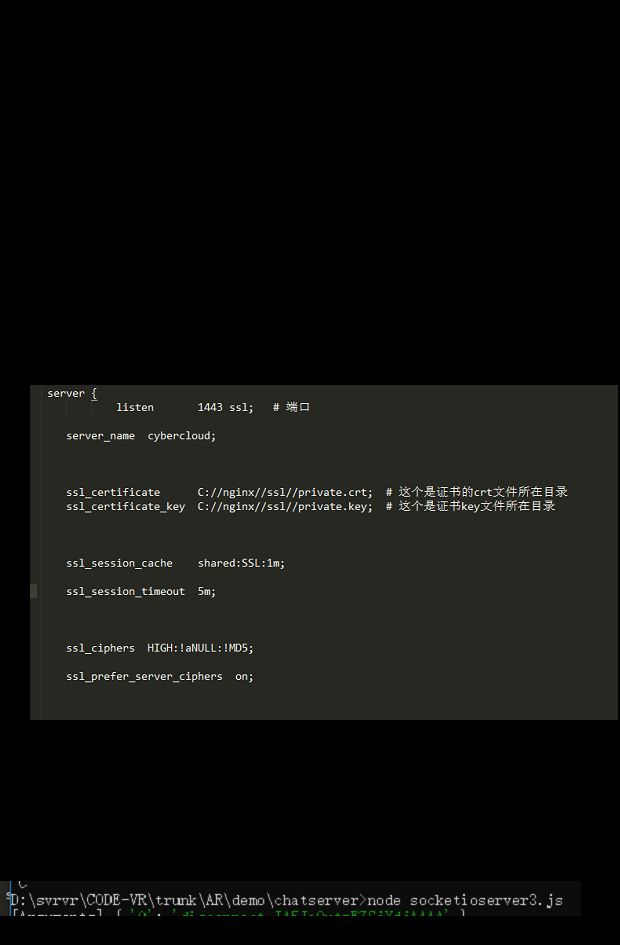 server {
listen 1443 ssl; # 端口
server_name cybercloud;
ssl_certificate C://nginx//ssl//private.crt; # 这个是证书的crt文件所在目录
ssl_certificate_key C://nginx//ssl//private.key; # 这个是证书key文件所在目录
ssl_session_cache shared:SSL:1m;
ssl_session_timeout 5m;
ssl_ciphers HIGH:!aNULL:!MD5;
ssl_prefer_server_ciphers on;
D:\svrvr\CODE-VR\trunk\AR\demo\chatserver>node socketioserver3.js